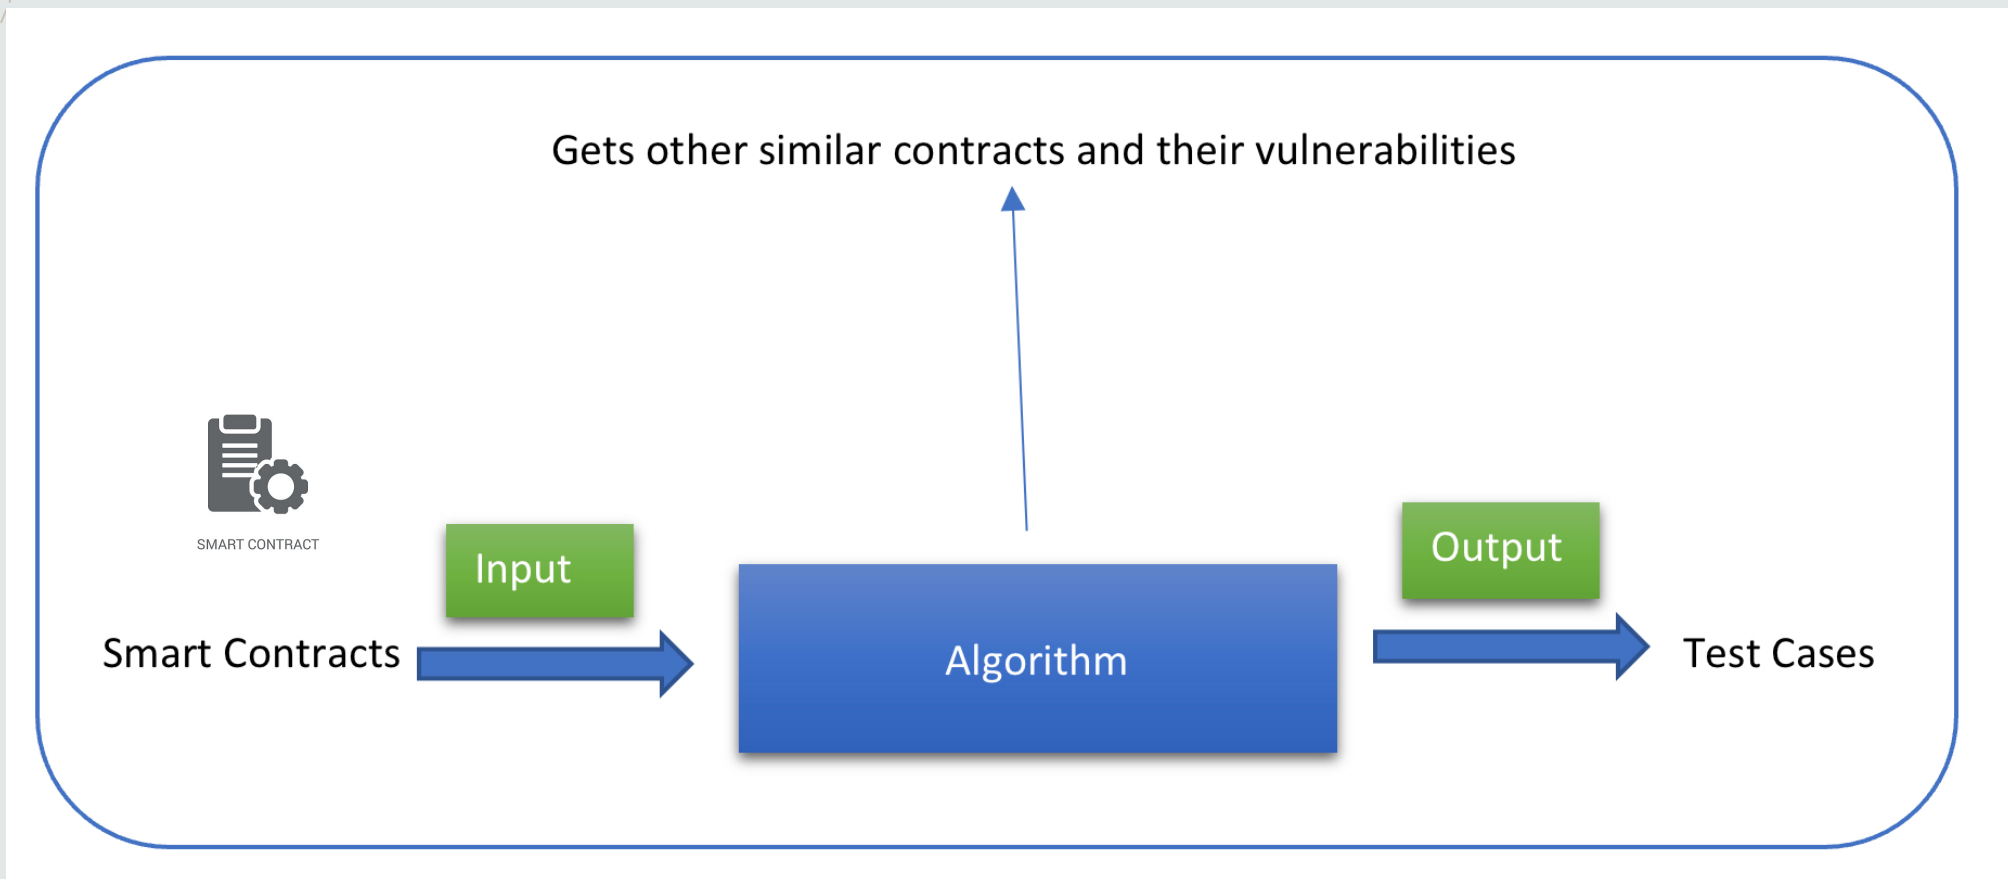 Gets other similar contracts and their vulnerabilities
SMART CONTRACT
Input
Output
Smart Contracts
Algorithm
Test Cases